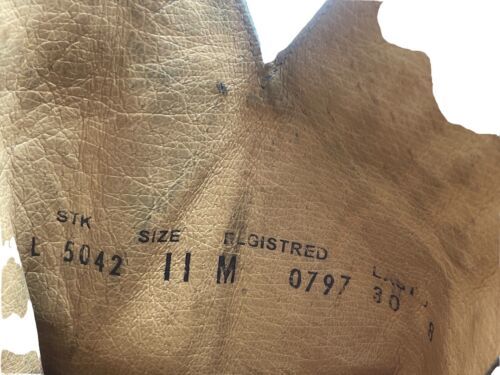 STK SIZE REGISTRED
L 5042 11 M 0797 30 8